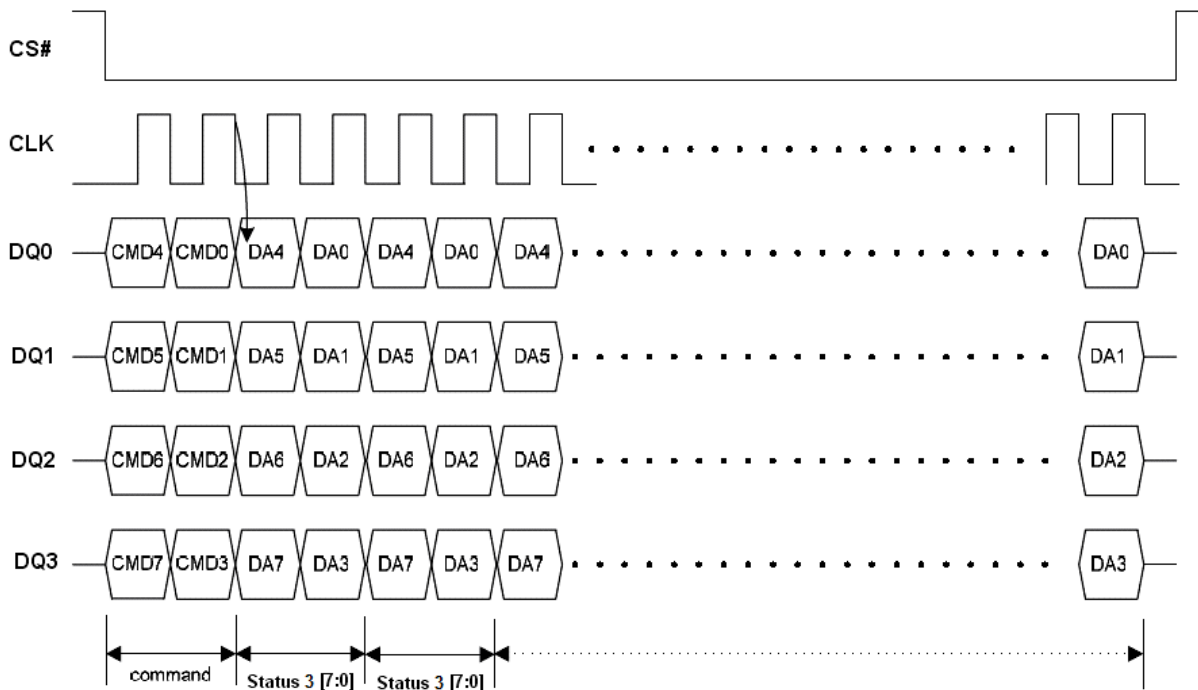 CS#
CLK
DQ0 CMD4 CMD0 DA4 DA0 DA4 DA0 DA4 DA0
DQ1 CMD5 CMD1 DA5 DA1 DA5 DA1 DA5 DA1
DQ2 CMD6 CMD2 DA6 DA2 DA6 DA2 DA6 DA2
DQ3 CMD7 CMD3 DA7 DA3 DA7 DA3 DA7 DA3
command Status 3 [7:0] Status 3 [7:0]